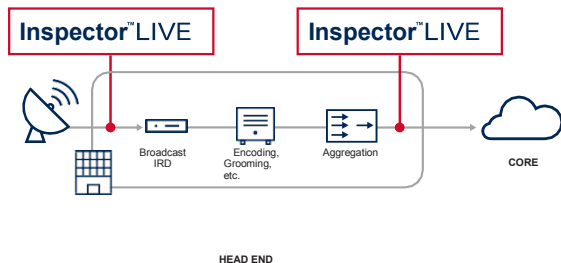 Inspector™LIVE
Inspector™LIVE
Broadcast
IRD
Encoding,
Grooming,
etc.
Aggregation
CORE
HEAD END